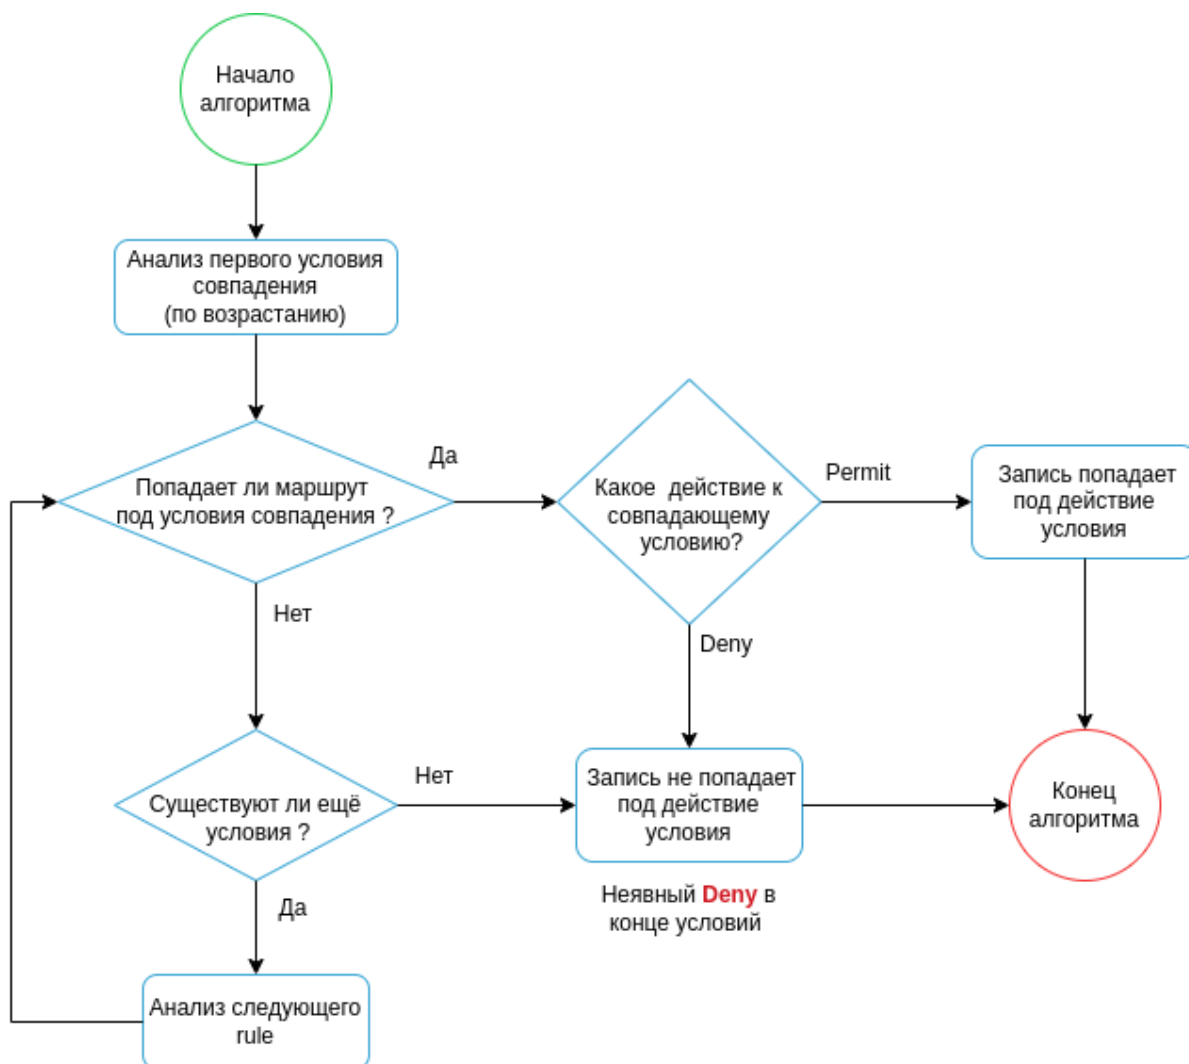 Начало
алгоритма
Анализ первого условия
совпадения
(по возрастанию)
Попадает ли маршрут
под условия совпадения ?
Да
Какое действие к
совпадающему
условию?
Permit
Запись попадает
под действие
условия
Нет
Deny
Существуют ли ещё
условия ?
Нет
Запись не попадает
под действие
условия
Конец
алгоритма
Неявный Deny в
конце условий
Да
Анализ следующего
rule